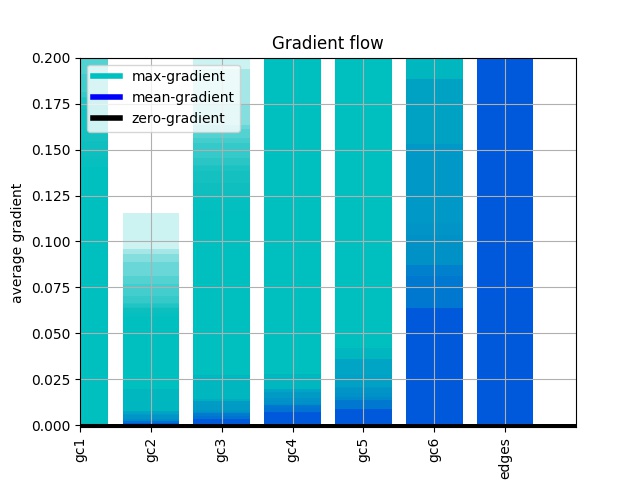 Gradient flow
max-gradient
mean-gradient
zero-gradient
average gradient
0.200
0.175
0.150
0.125
0.100
0.075
0.050
0.025
0.000
gc1
gc2
gc3
gc4
gc5
gc6
edges